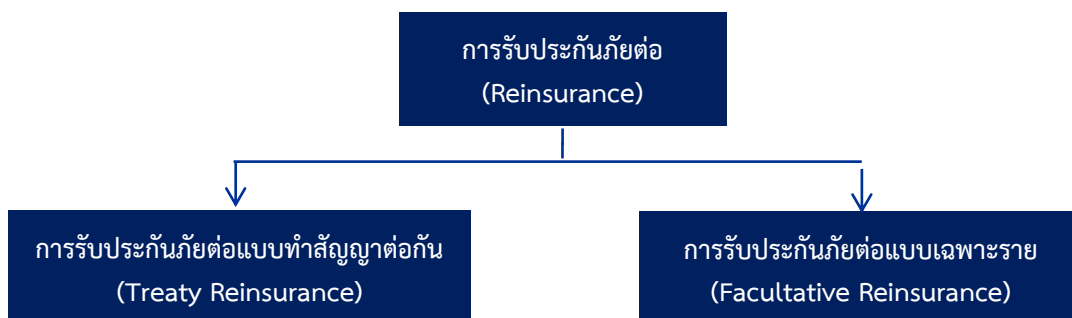 การรับประกันภัยต่อ
(Reinsurance)
การรับประกันภัยต่อแบบทำสัญญาต่อกัน
(Treaty Reinsurance)
การรับประกันภัยต่อแบบเฉพาะราย
(Facultative Reinsurance)